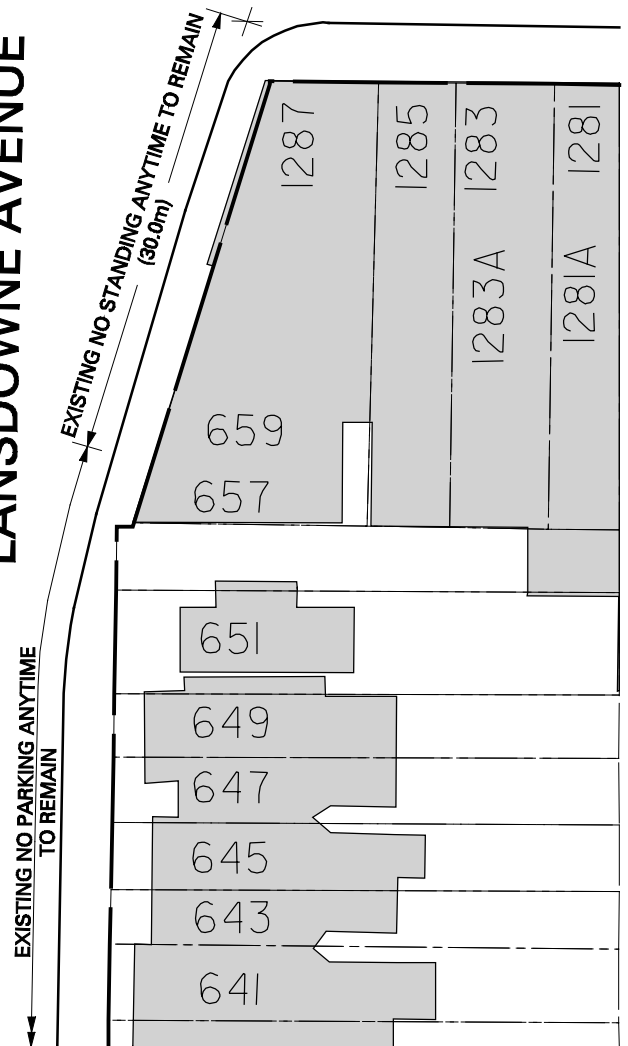 LANSDOWNE AVENUE
EXISTING NO STANDING ANYTIME TO REMAIN
(30.0m)
EXISTING NO PARKING ANYTIME
TO REMAIN
1287
1285
1283
1281
1283A
1281A
659
657
651
649
647
645
643
641